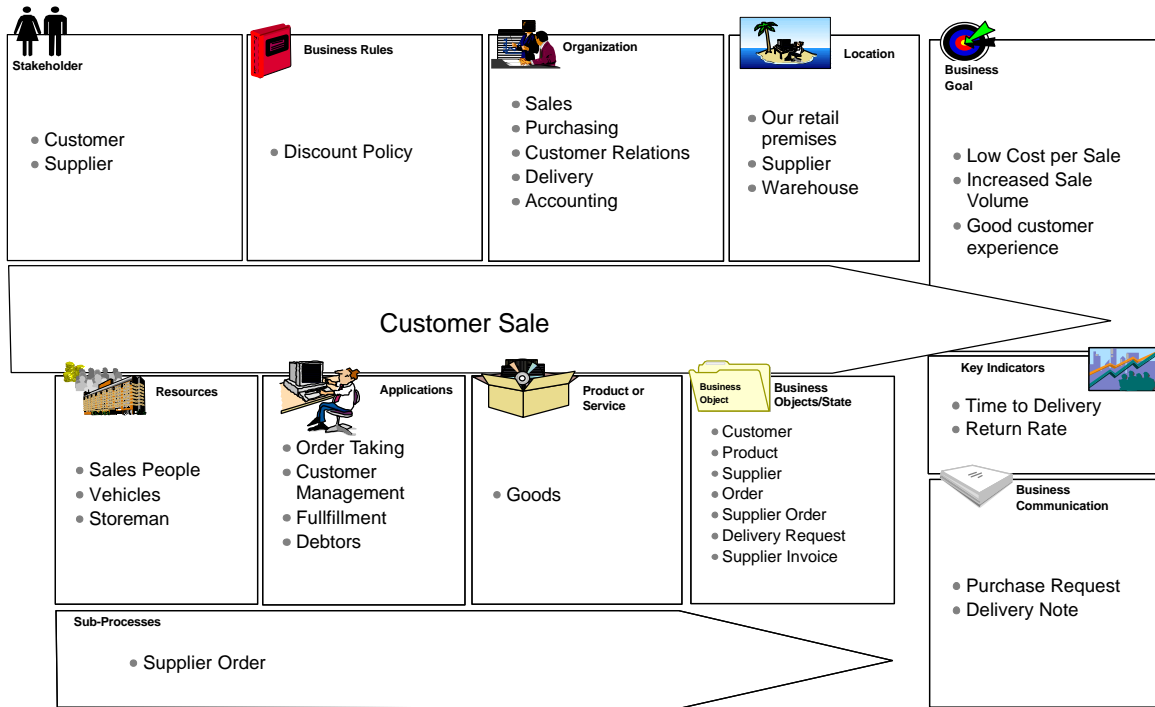 Stakeholder
Customer
Supplier
Business Rules
Discount Policy
Organization
Sales
Purchasing
Customer Relations
Delivery
Accounting
Location
Our retail
premises
Supplier
Warehouse
Business
Goal
Low Cost per Sale
Increased Sale
Volume
Good customer
experience
Customer Sale
Resources
Sales People
Vehicles
Storeman
Applications
Order Taking
Customer
Management
Fullfillment
Debtors
Product or
Service
Goods
Business
Object
Business
Objects/State
Customer
Product
Supplier
Order
Supplier Order
Delivery Request
Supplier Invoice
Key Indicators
Time to Delivery
Return Rate
Business
Communication
Purchase Request
Delivery Note
Sub-Processes
Supplier Order